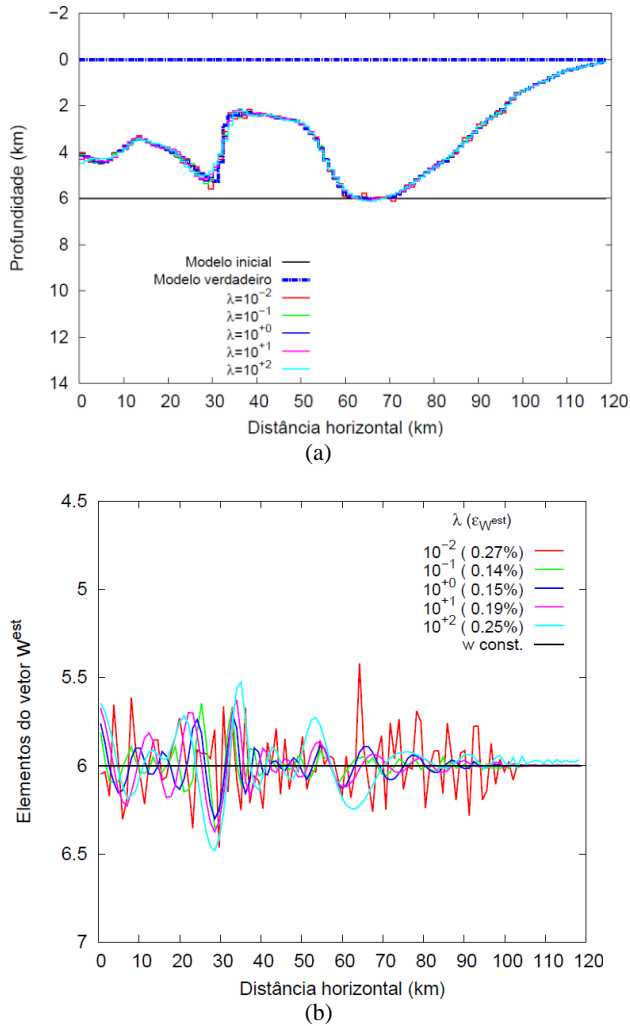 −2
0
2
4
6
8
10
12
14
Profundidade (km)
Modelo inicial
Modelo verdadeiro
λ=10⁻²
λ=10⁻¹
λ=10⁺⁰
λ=10⁺¹
λ=10⁺²
0 10 20 30 40 50 60 70 80 90 100 110 120
Distância horizontal (km)
(a)
4.5
5
5.5
6
6.5
7
Elementos do vetor Wᵉˢᵗ
λ (ε_Wᵉˢᵗ)
10⁻² ( 0.27%)
10⁻¹ ( 0.14%)
10⁺⁰ ( 0.15%)
10⁺¹ ( 0.19%)
10⁺² ( 0.25%)
w const.
0 10 20 30 40 50 60 70 80 90 100 110 120
Distância horizontal (km)
(b)